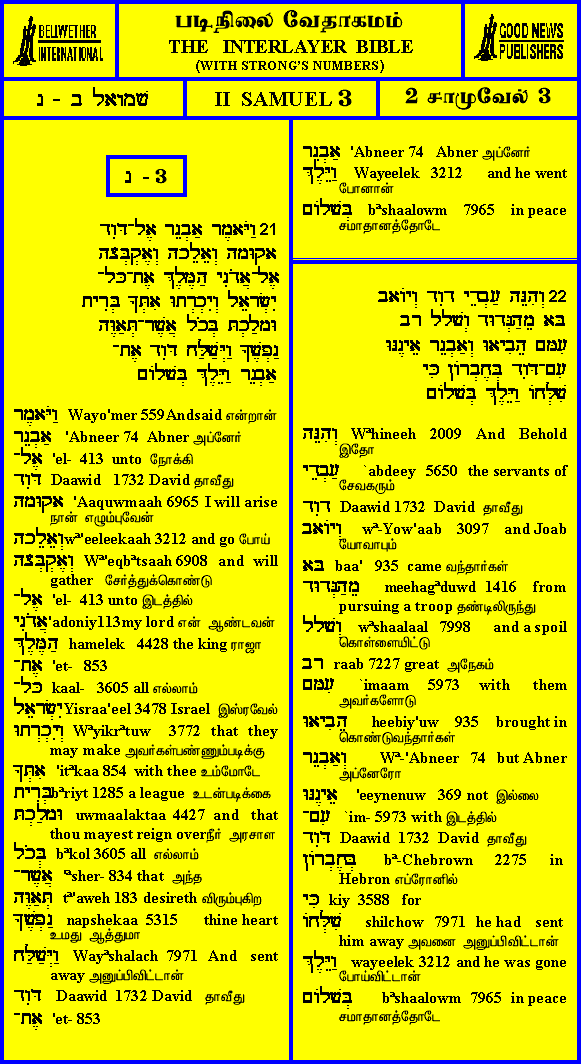 BELLWETHER
INTERNATIONAL
படிநிலை வேதாகமம்
THE INTERLAYER BIBLE
(WITH STRONG'S NUMBERS)
GOOD NEWS
PUBLISHERS
שמואל ב - נ
II SAMUEL 3
2 சாமுவேல் 3
נ - 3
21 וַיֹּאמֶר אַבְנֵר אֶל־דָּוִד
אָקוּמָה וְאֵלֵכָה וְאֶקְבְּצָה
אֶל־אֲדֹנִי הַמֶּלֶךְ אֶת־כָּל־
יִשְׂרָאֵל וְיִכְרְתוּ אִתְּךָ בְּרִית
וּמָלַכְתָּ בְּכֹל אֲשֶׁר־תְּאַוֶּה
נַפְשֶׁךָ וַיְּשַׁלַּח דָּוִד אֶת־
אַבְנֵר וַיֵּלֶךְ בְּשָׁלוֹם
וַיֹּאמֶר Wayo'mer 559 And said என்றான்
אַבְנֵר 'Abneer 74 Abner அப்னேர்
אֶל־ 'el- 413 unto நோக்கி
דָּוִד Daawid 1732 David தாவீது
אָקוּמָה 'Aaquwmaah 6965 I will arise
நான் எழும்புவேன்
וְאֵלֵכָה wª'eeleekaah 3212 and go போய்
וְאֶקְבְּצָה Wª'eqbªtsaah 6908 and will
gather சேர்த்துக்கொண்டு
אֶל־ 'el- 413 unto இடத்தில்
אֲדֹנִי 'adoniy 113 my lord என் ஆண்டவன்
הַמֶּלֶךְ hamelek 4428 the king ராஜா
אֶת־ 'et- 853
כָּל־ kaal- 3605 all எல்லாம்
יִשְׂרָאֵל Yisraa'eel 3478 Israel இஸ்ரவேல்
וְיִכְרְתוּ Wªyikrªtuw 3772 that they
may make அவர்கள்பண்ணும்படிக்கு
אִתְּךָ 'itªkaa 854 with thee உம்மோடே
בְּרִית bªriyt 1285 a league உடன்படிக்கை
וּמָלַכְתָּ uwmaalaktaa 4427 and that
thou mayest reign over நீர் அரசாள
בְּכֹל bªkol 3605 all எல்லாம்
אֲשֶׁר־ ªsher- 834 that அந்த
תְּאַוֶּה tª'aweh 183 desireth விரும்புகிற
נַפְשֶׁךָ napshekaa 5315 thine heart
உமது ஆத்துமா
וַיְּשַׁלַּח Wayªshalach 7971 And sent
away அனுப்பிவிட்டான்
דָּוִד Daawid 1732 David தாவீது
אֶת־ 'et- 853
אַבְנֵר 'Abneer 74 Abner அப்னேர்
וַיֵּלֶךְ Wayeelek 3212 and he went
போனான்
בְּשָׁלוֹם bªshaalowm 7965 in peace
சமாதானத்தோடே
22 וְהִנֵּה עַבְדֵי דָוִד וְיוֹאָב
בָּא מֵהַגְּדוּד וְשָׁלָל רָב
עִמָּם הֵבִיאוּ וְאַבְנֵר אֵינֶנּוּ
עִם־דָּוִד בְּחֶבְרוֹן כִּי
שִׁלְּחוֹ וַיֵּלֶךְ בְּשָׁלוֹם
וְהִנֵּה Wªhineeh 2009 And Behold
இதோ
עַבְדֵי `abdeey 5650 the servants of
சேவகரும்
דָוִד Daawid 1732 David தாவீது
וְיוֹאָב wª-Yow'aab 3097 and Joab
யோவாபும்
בָּא baa' 935 came வந்தார்கள்
מֵהַגְּדוּד meehagªduwd 1416 from
pursuing a troop தண்டிலிருந்து
וְשָׁלָל wªshaalaal 7998 and a spoil
கொள்ளையிட்டு
רָב raab 7227 great அநேகம்
עִמָּם `imaam 5973 with them
அவர்களோடு
הֵבִיאוּ heebiy'uw 935 brought in
கொண்டுவந்தார்கள்
וְאַבְנֵר Wª-'Abneer 74 but Abner
அப்னேரோ
אֵינֶנּוּ 'eeynenuw 369 not இல்லை
עִם־ `im- 5973 with இடத்தில்
דָּוִד Daawid 1732 David தாவீது
בְּחֶבְרוֹן bª-Chebrown 2275 in
Hebron எப்ரோனில்
כִּי kiy 3588 for
שִׁלְּחוֹ shilchow 7971 he had sent
him away அவனை அனுப்பிவிட்டான்
וַיֵּלֶךְ wayeelek 3212 and he was gone
போய்விட்டான்
בְּשָׁלוֹם bªshaalowm 7965 in peace
சமாதானத்தோடே